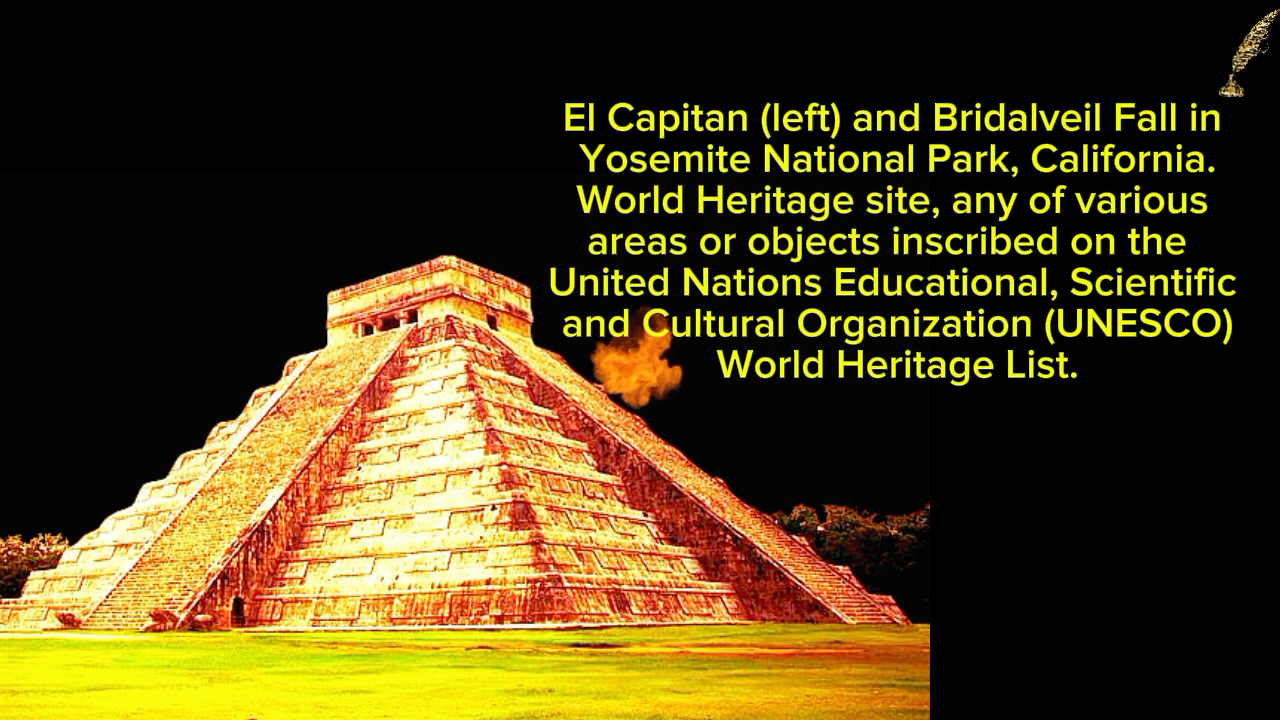 El Capitan (left) and Bridalveil Fall in
Yosemite National Park, California.
World Heritage site, any of various
areas or objects inscribed on the
United Nations Educational, Scientific
and Cultural Organization (UNESCO)
World Heritage List.